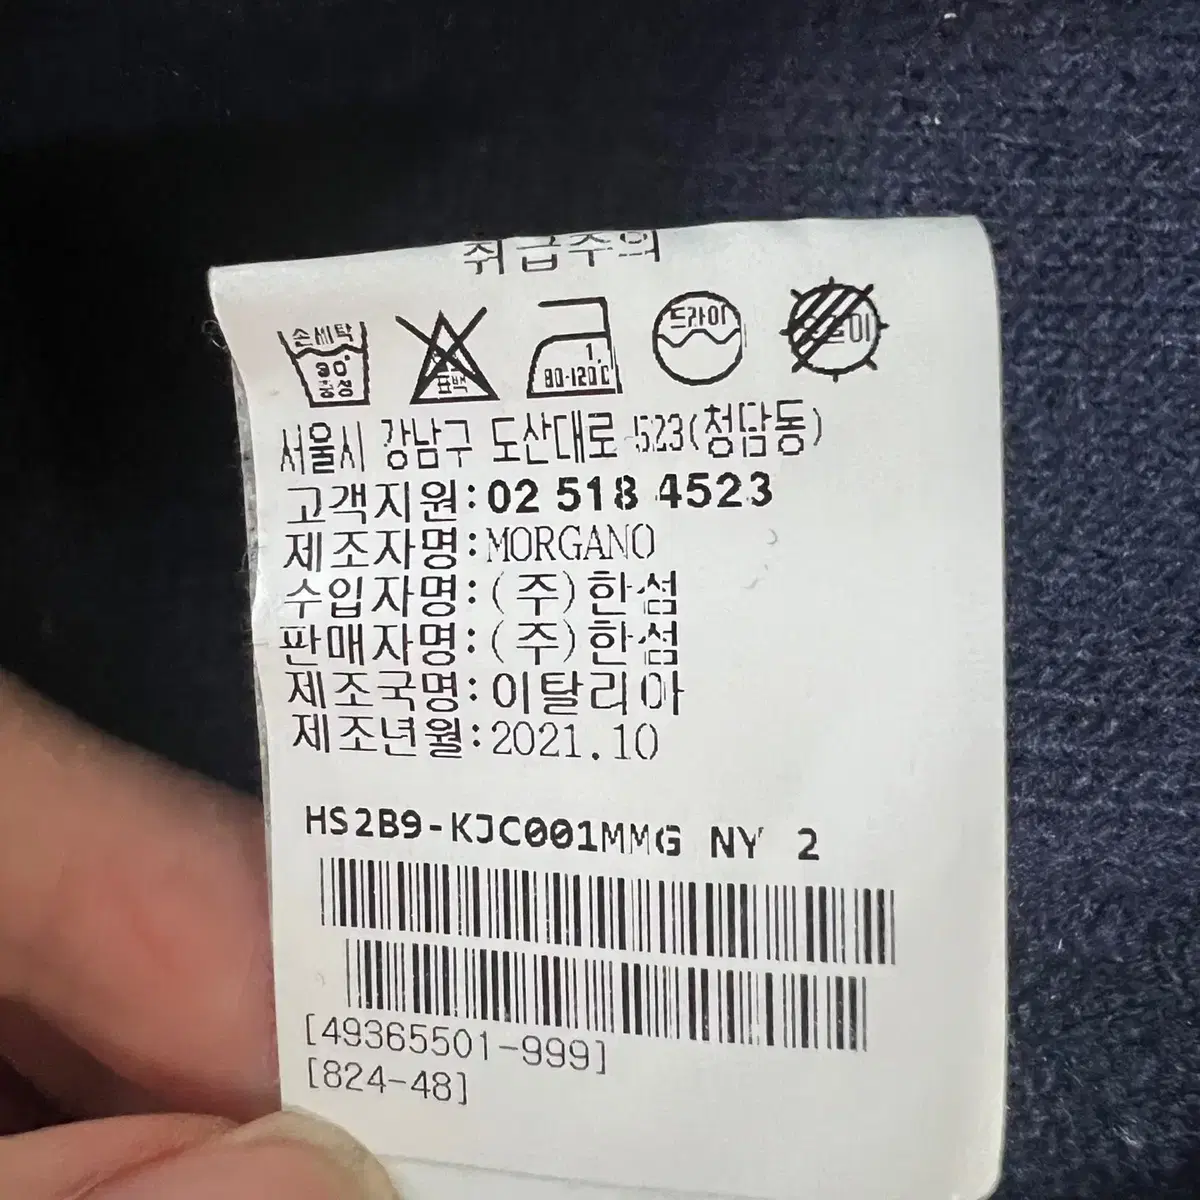 취급주의
손세탁 30° 중성 표백 1. 80-120℃ 드라이
서울시 강남구 도산대로 523(청담동)
고객지원:02 518 4523
제조자명:MORGANO
수입자명:(주)한섬
판매자명:(주)한섬
제조국명:이탈리아
제조년월:2021.10
HS2B9-KJC001MMG NY 2
[49365501-999]
[824-48]